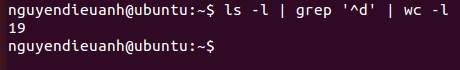 nguyendieuanh@ubuntu:~$ ls -l | grep '^d' | wc -l
19
nguyendieuanh@ubuntu:~$